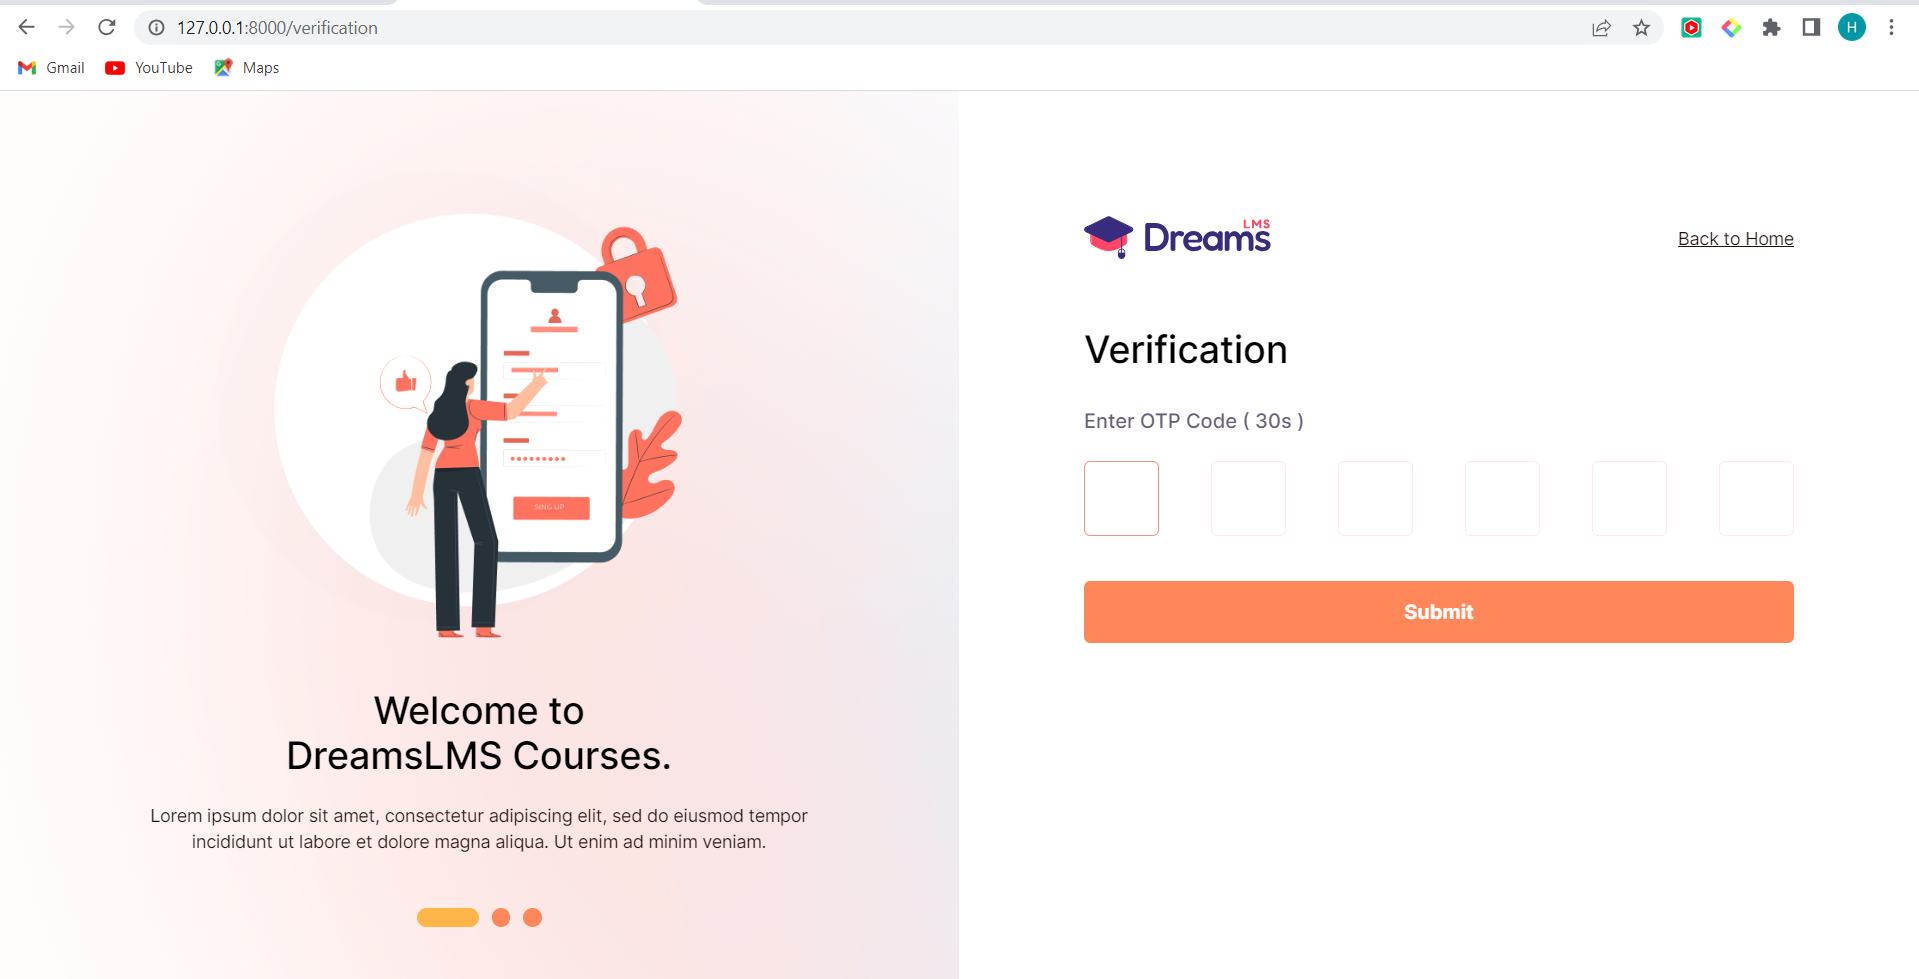 127.0.0.1:8000/verification
H
Gmail
YouTube
Maps
SING UP
Welcome to
DreamsLMS Courses.
Lorem ipsum dolor sit amet, consectetur adipiscing elit, sed do eiusmod tempor
incididunt ut labore et dolore magna aliqua. Ut enim ad minim veniam.
Dreams LMS
Back to Home
Verification
Enter OTP Code ( 30s )
Submit